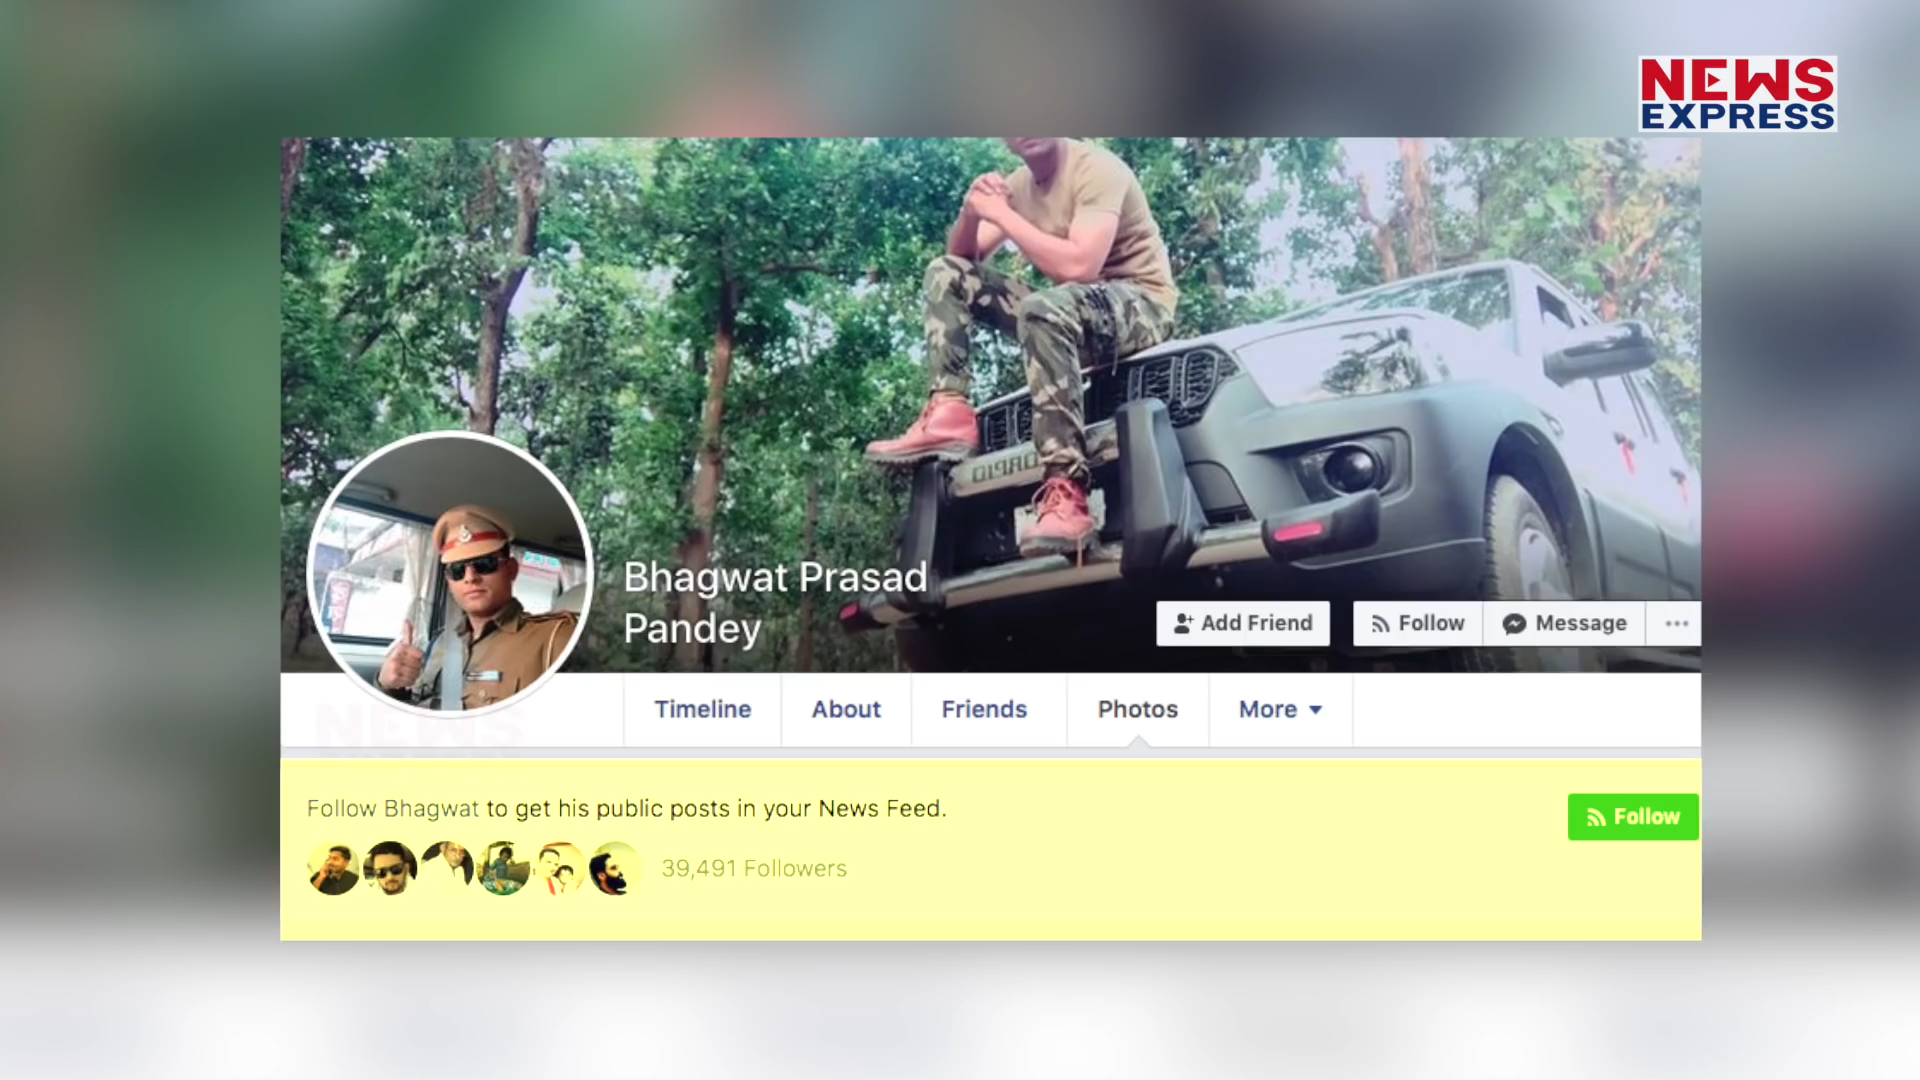 NEWS
EXPRESS
Bhagwat Prasad
Pandey
Add Friend
Follow
Message
Timeline
About
Friends
Photos
More
Follow Bhagwat to get his public posts in your News Feed.
Follow
39,491 Followers
NEWS